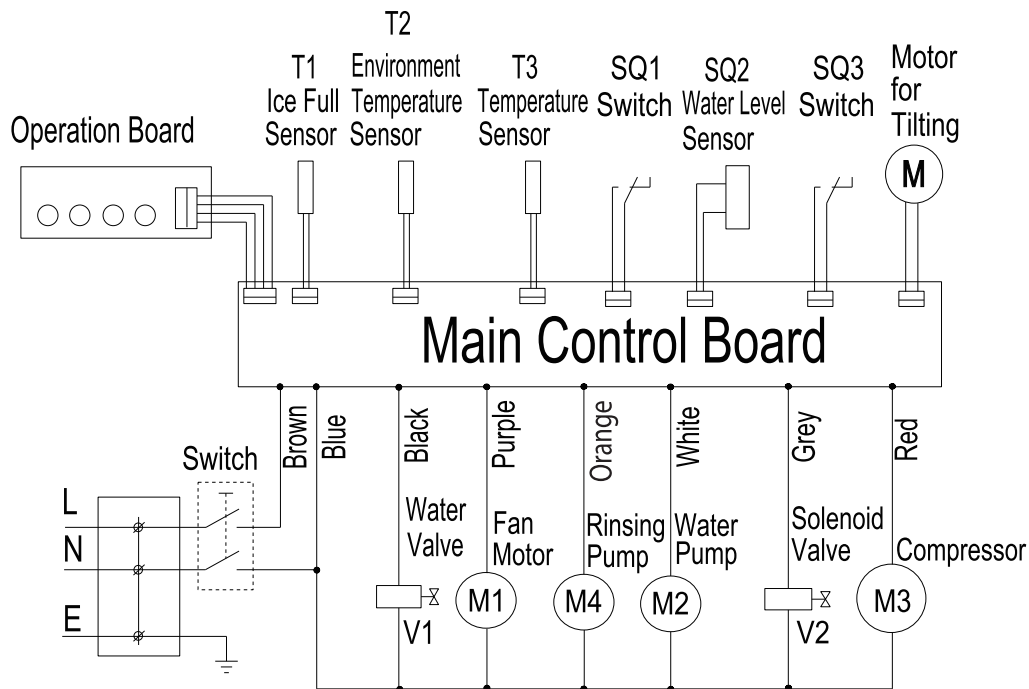 Operation Board
T1
Ice Full
Sensor
T2
Environment
Temperature
Sensor
T3
Temperature
Sensor
SQ1
Switch
SQ2
Water Level
Sensor
SQ3
Switch
Motor
for
Tilting
M
Main Control Board
Brown
Blue
Black
Purple
Orange
White
Grey
Red
Switch
L
N
E
Water
Valve
V1
Fan
Motor
M1
Rinsing
Pump
M4
Water
Pump
M2
Solenoid
Valve
V2
Compressor
M3